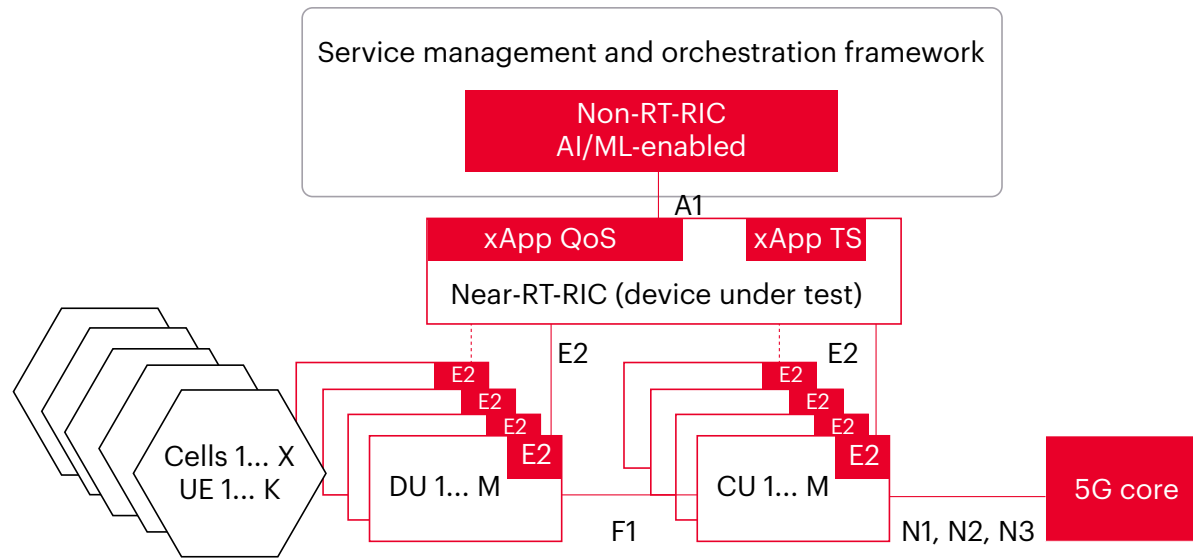 Service management and orchestration framework
Non-RT-RIC
AI/ML-enabled
A1
xApp QoS
xApp TS
Near-RT-RIC (device under test)
E2
E2
E2
E2
E2
E2
E2
E2
E2
E2
Cells 1... X
UE 1... K
DU 1... M
CU 1... M
5G core
F1
N1, N2, N3